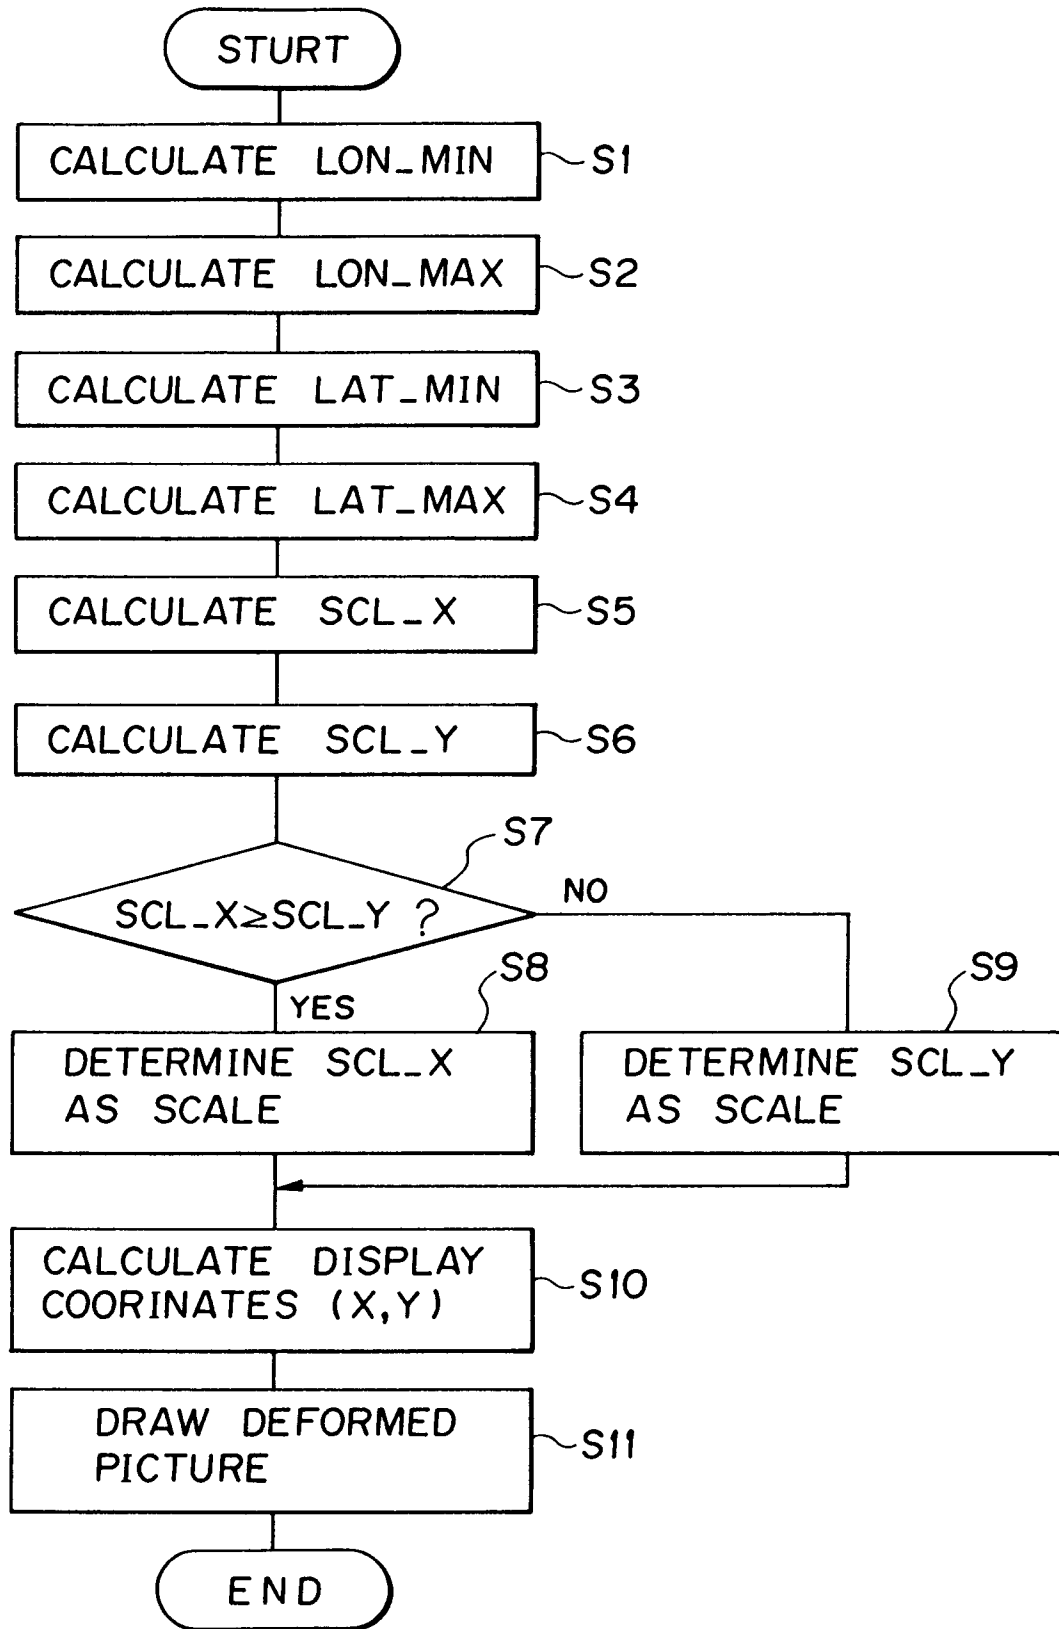 STURT
CALCULATE LON_MIN
S1
CALCULATE LON_MAX
S2
CALCULATE LAT_MIN
S3
CALCULATE LAT_MAX
S4
CALCULATE SCL_X
S5
CALCULATE SCL_Y
S6
S7
SCL_X≥SCL_Y ?
NO
YES
S8
DETERMINE SCL_X
AS SCALE
S9
DETERMINE SCL_Y
AS SCALE
CALCULATE DISPLAY
COORINATES (X,Y)
S10
DRAW DEFORMED
PICTURE
S11
END